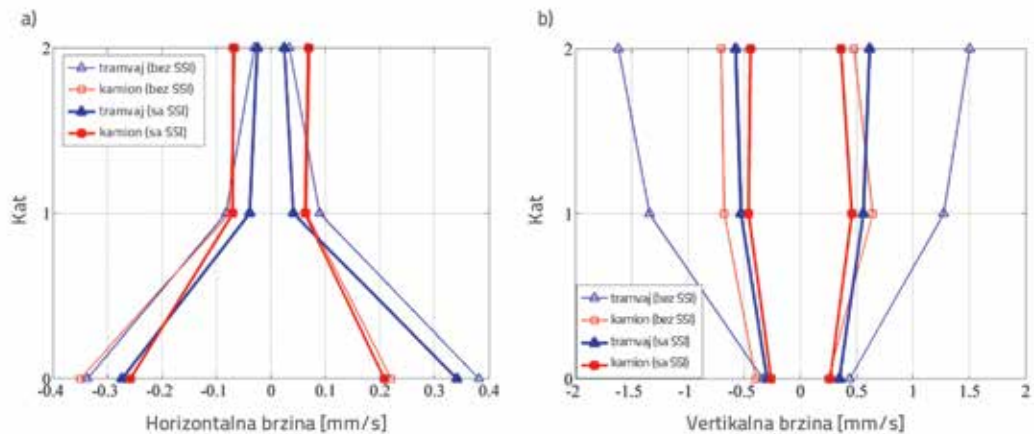 a)
2
1
0
Kat
tramvaj (bez SSI)
kamion (bez SSI)
tramvaj (sa SSI)
kamion (sa SSI)
-0.4 -0.3 -0.2 -0.1 0 0.1 0.2 0.3 0.4
Horizontalna brzina [mm/s]
b)
2
1
0
Kat
tramvaj (bez SSI)
kamion (bez SSI)
tramvaj (sa SSI)
kamion (sa SSI)
-2 -1.5 -1 -0.5 0 0.5 1 1.5 2
Vertikalna brzina [mm/s]